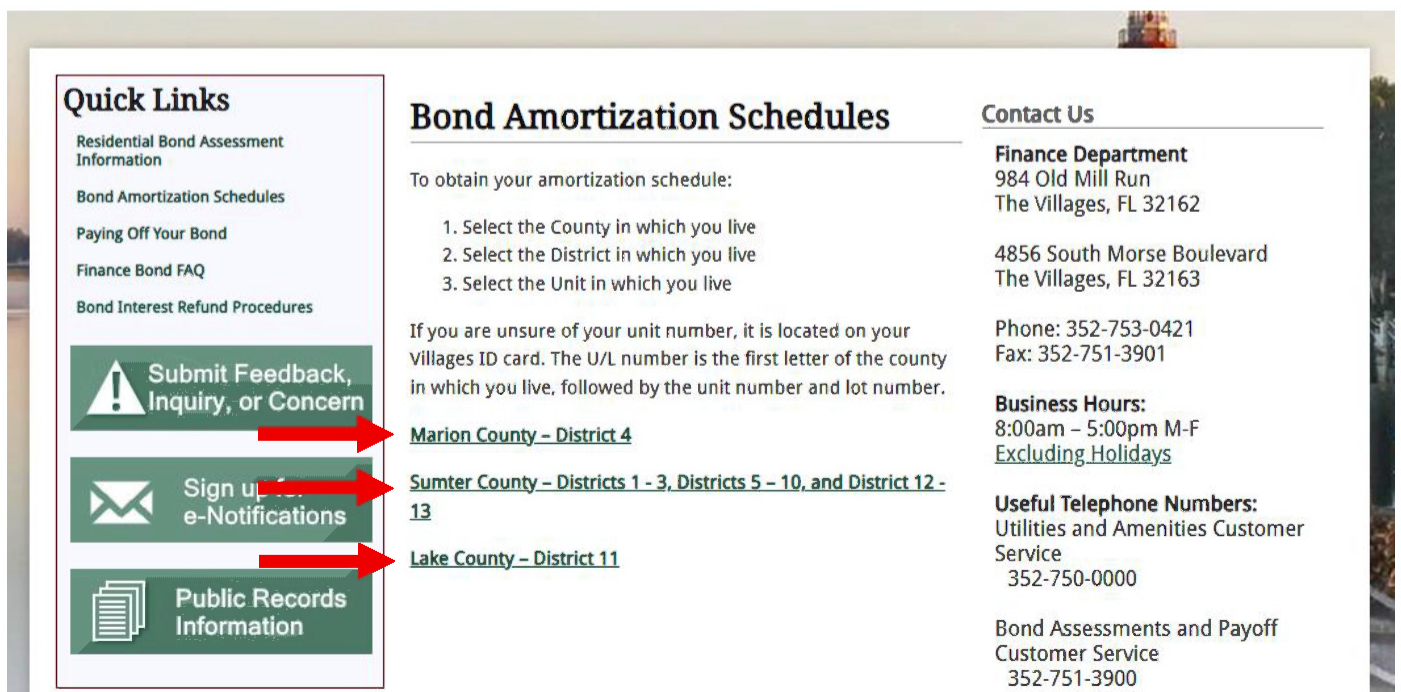 Quick Links
Residential Bond Assessment
Information
Bond Amortization Schedules
Paying Off Your Bond
Finance Bond FAQ
Bond Interest Refund Procedures
Submit Feedback,
Inquiry, or Concern
Sign up for
e-Notifications
Public Records
Information
Bond Amortization Schedules
To obtain your amortization schedule:
1. Select the County in which you live
2. Select the District in which you live
3. Select the Unit in which you live
If you are unsure of your unit number, it is located on your
Villages ID card. The U/L number is the first letter of the county
in which you live, followed by the unit number and lot number.
Marion County – District 4
Sumter County – Districts 1 - 3, Districts 5 – 10, and District 12 -
13
Lake County – District 11
Contact Us
Finance Department
984 Old Mill Run
The Villages, FL 32162
4856 South Morse Boulevard
The Villages, FL 32163
Phone: 352-753-0421
Fax: 352-751-3901
Business Hours:
8:00am – 5:00pm M-F
Excluding Holidays
Useful Telephone Numbers:
Utilities and Amenities Customer
Service
352-750-0000
Bond Assessments and Payoff
Customer Service
352-751-3900